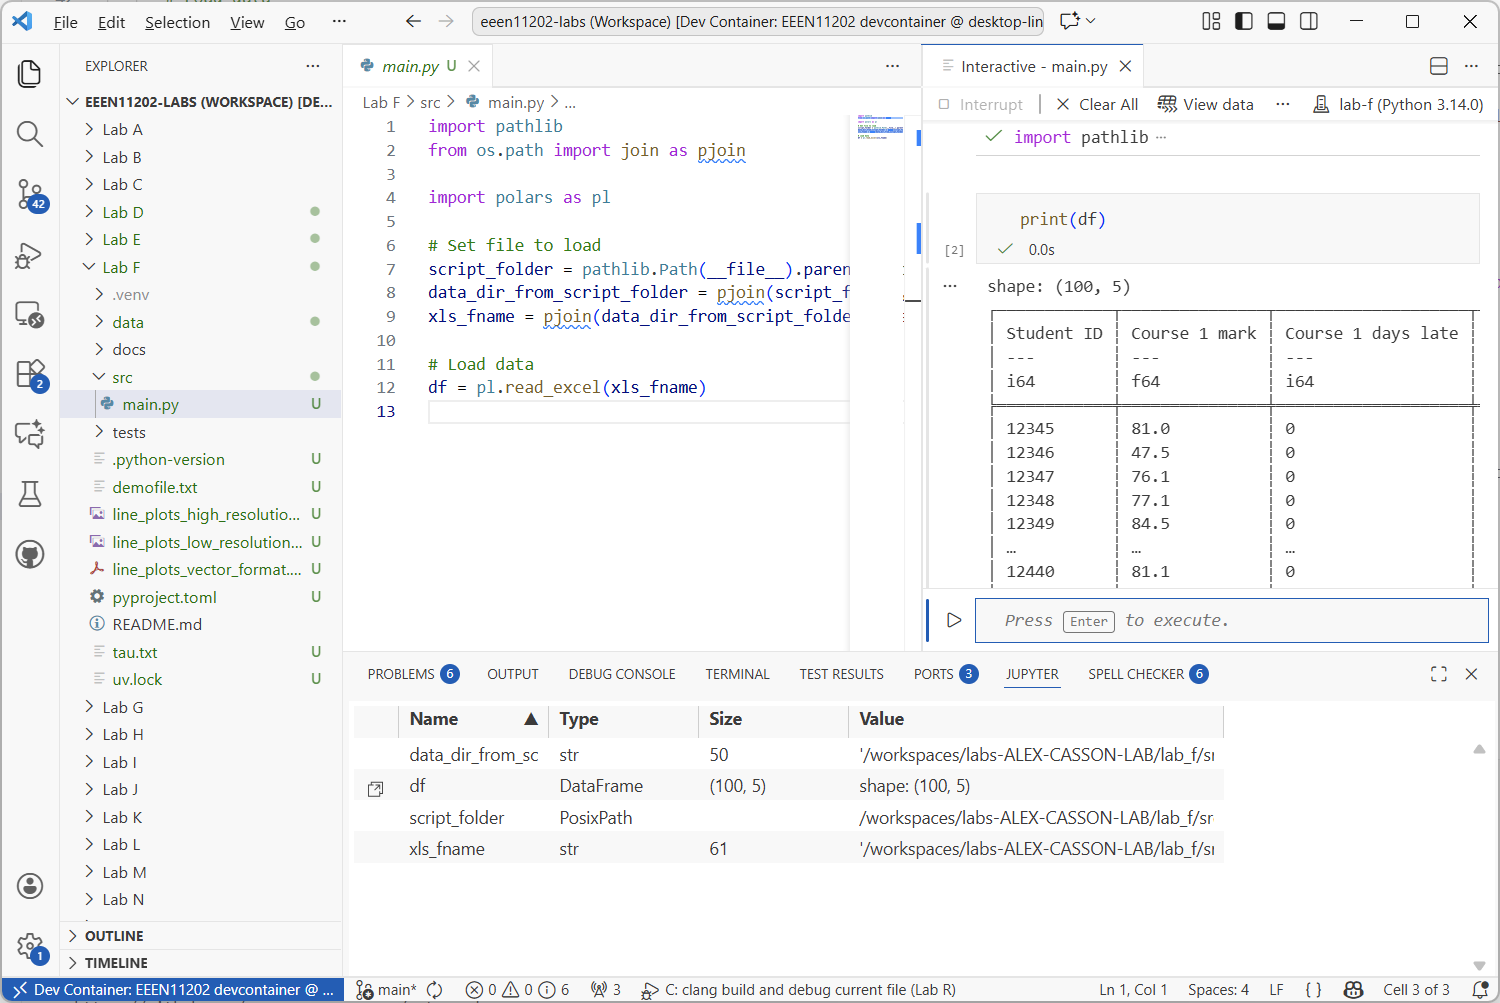 File Edit Selection View Go ···
eeen11202-labs (Workspace) [Dev Container: EEEN11202 devcontainer @ desktop-lin
EXPLORER
EEEN11202-LABS (WORKSPACE) [DE...
Lab A
Lab B
Lab C
Lab D
Lab E
Lab F
.venv
data
docs
src
main.py U
tests
.python-version U
demofile.txt U
line_plots_high_resolutio... U
line_plots_low_resolution... U
line_plots_vector_format.... U
pyproject.toml U
README.md
tau.txt U
uv.lock U
Lab G
Lab H
Lab I
Lab J
Lab K
Lab L
Lab M
Lab N
OUTLINE
TIMELINE
42
2
1
main.py U
Lab F > src > main.py > ...
1 import pathlib
2 from os.path import join as pjoin
3
4 import polars as pl
5
6 # Set file to load
7 script_folder = pathlib.Path(__file__).paren
8 data_dir_from_script_folder = pjoin(script_f
9 xls_fname = pjoin(data_dir_from_script_folde
10
11 # Load data
12 df = pl.read_excel(xls_fname)
13
Interactive - main.py
Interrupt Clear All View data ··· lab-f (Python 3.14.0)
import pathlib ···
print(df)
[2] 0.0s
shape: (100, 5)
Student ID Course 1 mark Course 1 days late
--- --- ---
i64 f64 i64
12345 81.0 0
12346 47.5 0
12347 76.1 0
12348 77.1 0
12349 84.5 0
… … …
12440 81.1 0
Press Enter to execute.
PROBLEMS 6 OUTPUT DEBUG CONSOLE TERMINAL TEST RESULTS PORTS 3 JUPYTER SPELL CHECKER 6
Name Type Size Value
data_dir_from_sc str 50 '/workspaces/labs-ALEX-CASSON-LAB/lab_f/sr
df DataFrame (100, 5) shape: (100, 5)
script_folder PosixPath /workspaces/labs-ALEX-CASSON-LAB/lab_f/sr
xls_fname str 61 '/workspaces/labs-ALEX-CASSON-LAB/lab_f/sr
Dev Container: EEEN11202 devcontainer @ ... main* 0 0 6 3 C: clang build and debug current file (Lab R) Ln 1, Col 1 Spaces: 4 LF { } Cell 3 of 3